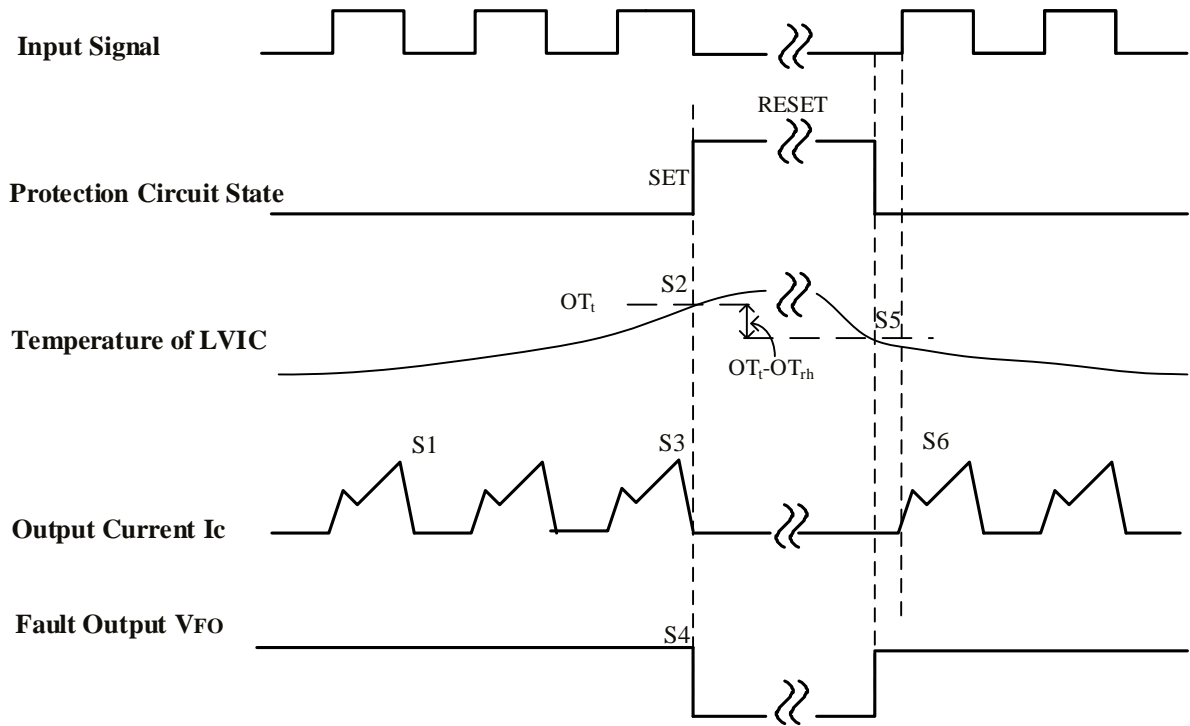 Input Signal
RESET
SET
Protection Circuit State
S2
OTt
S5
Temperature of LVIC
OTt-OTrh
S1
S3
S6
Output Current Ic
Fault Output VFO
S4